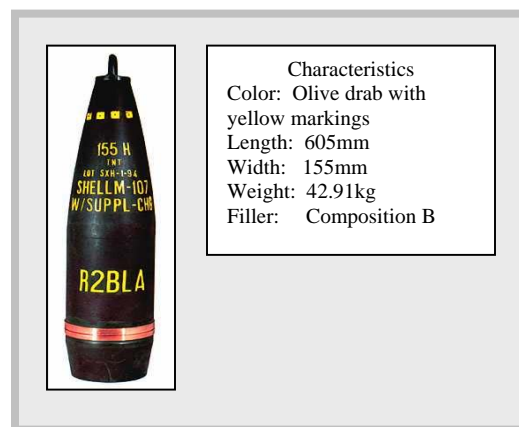 155 H
TNT
LOT SXH-1-94
SHELL M-107
W/SUPPL-CHG
R2BLA
Characteristics
Color: Olive drab with
yellow markings
Length: 605mm
Width: 155mm
Weight: 42.91kg
Filler: Composition B